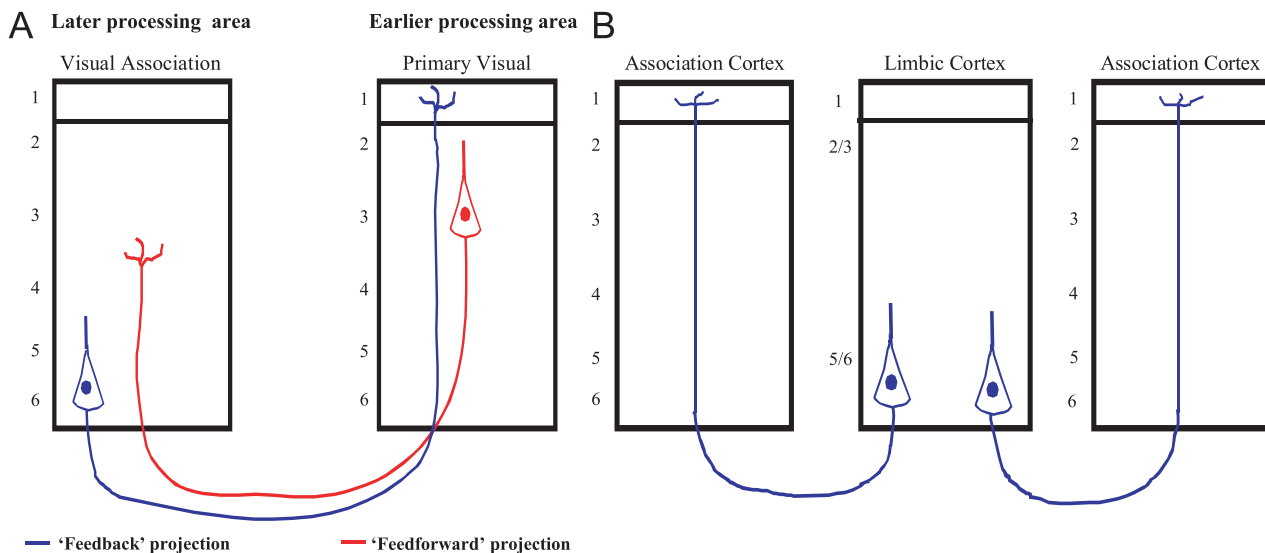 A Later processing area Earlier processing area B
Visual Association Primary Visual Association Cortex Limbic Cortex Association Cortex
1 1 1 1 1
2 2 2 2/3 2
3 3 3 3
4 4 4 4
5 5 5 5/6 5
6 6 6 6
‘Feedback’ projection ‘Feedforward’ projection